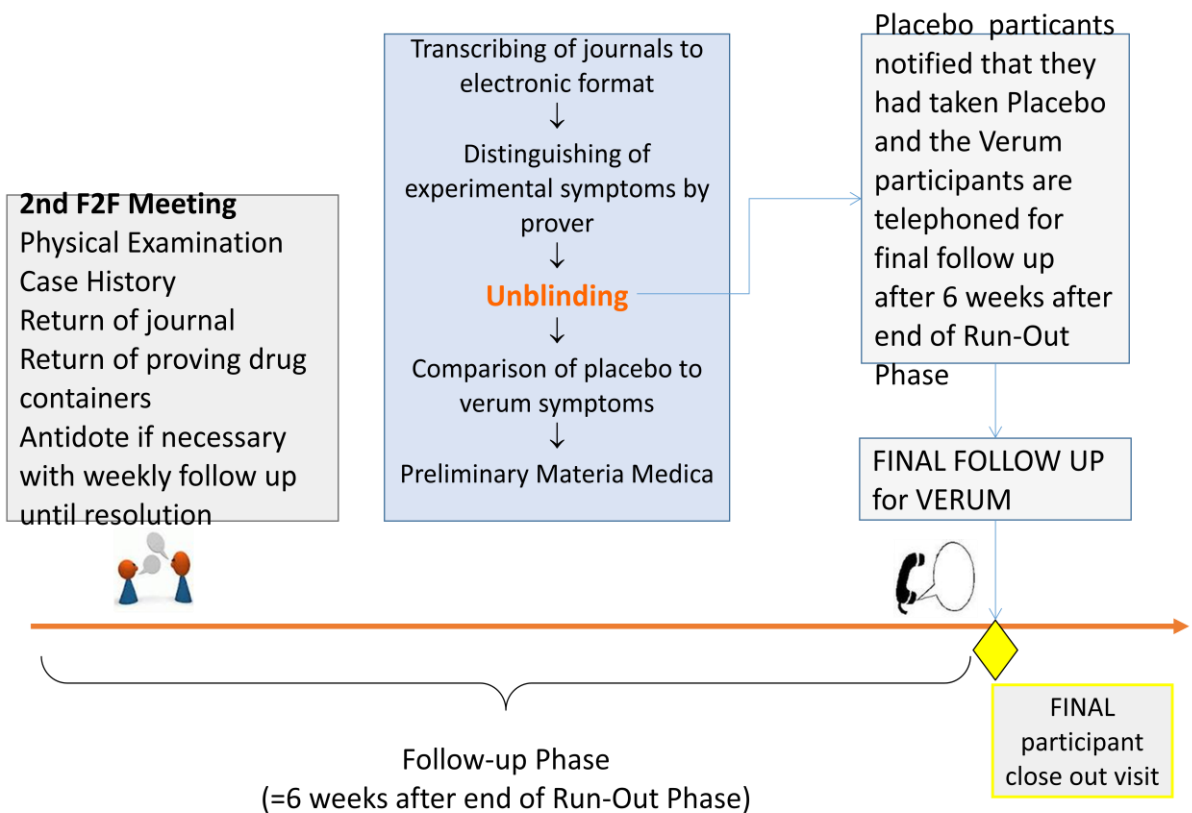 2nd F2F Meeting
Physical Examination
Case History
Return of journal
Return of proving drug
containers
Antidote if necessary
with weekly follow up
until resolution
Transcribing of journals to
electronic format
↓
Distinguishing of
experimental symptoms by
prover
↓
Unblinding
↓
Comparison of placebo to
verum symptoms
↓
Preliminary Materia Medica
Placebo particants
notified that they
had taken Placebo
and the Verum
participants are
telephoned for
final follow up
after 6 weeks after
end of Run-Out
Phase
FINAL FOLLOW UP
for VERUM
FINAL
participant
close out visit
Follow-up Phase
(=6 weeks after end of Run-Out Phase)